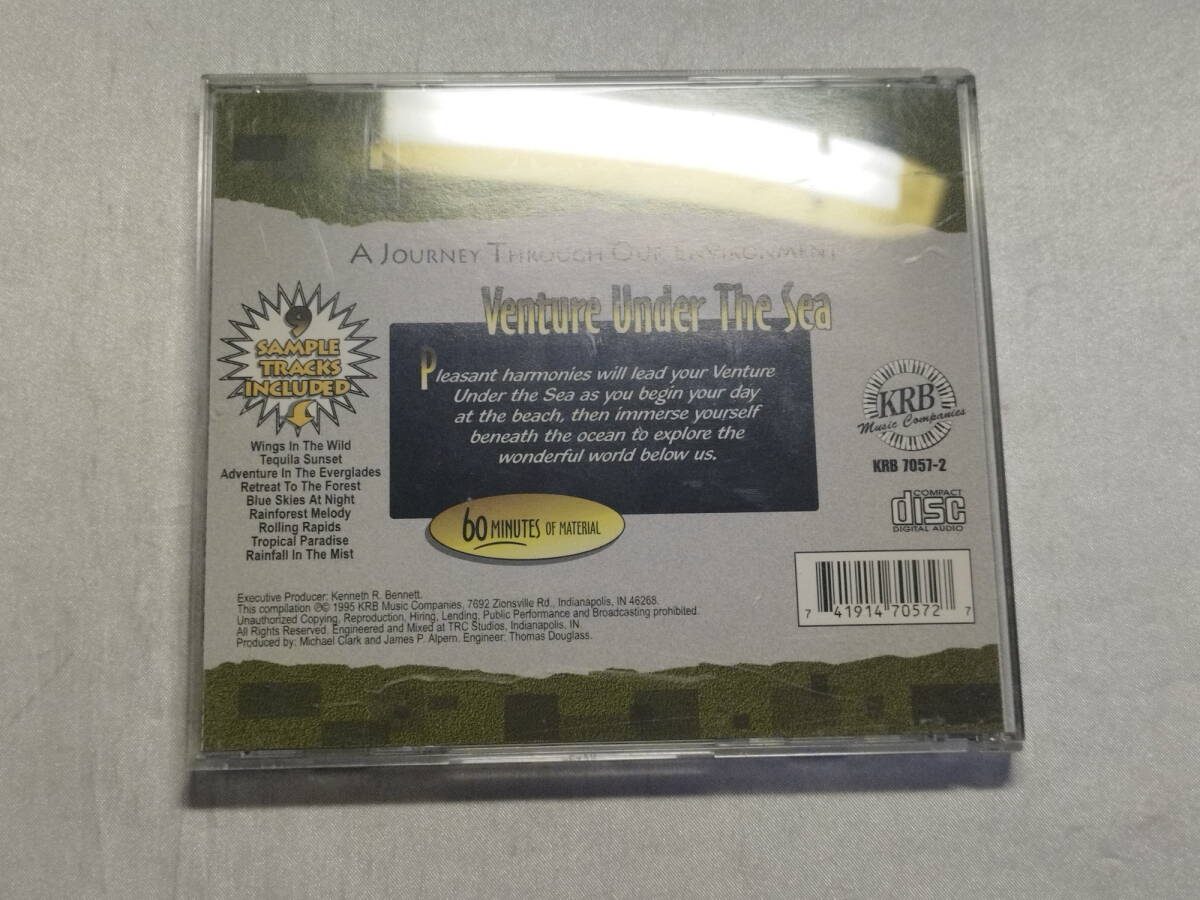 A JOURNEY THROUGH OUR ENVIRONMENT
Venture Under The Sea
9
SAMPLE
TRACKS
INCLUDED
Wings In The Wild
Tequila Sunset
Adventure In The Everglades
Retreat To The Forest
Blue Skies At Night
Rainforest Melody
Rolling Rapids
Tropical Paradise
Rainfall In The Mist
Pleasant harmonies will lead your Venture
Under the Sea as you begin your day
at the beach, then immerse yourself
beneath the ocean to explore the
wonderful world below us.
60 MINUTES OF MATERIAL
KRB
Music Companies
KRB 7057-2
COMPACT
disc
DIGITAL AUDIO
Executive Producer: Kenneth R. Bennett.
This compilation ℗© 1995 KRB Music Companies, 7692 Zionsville Rd., Indianapolis, IN 46268.
Unauthorized Copying, Reproduction, Hiring, Lending, Public Performance and Broadcasting prohibited.
All Rights Reserved. Engineered and Mixed at TRC Studios, Indianapolis, IN.
Produced by: Michael Clark and James P. Alpern. Engineer: Thomas Douglass.
7 41914 70572 7